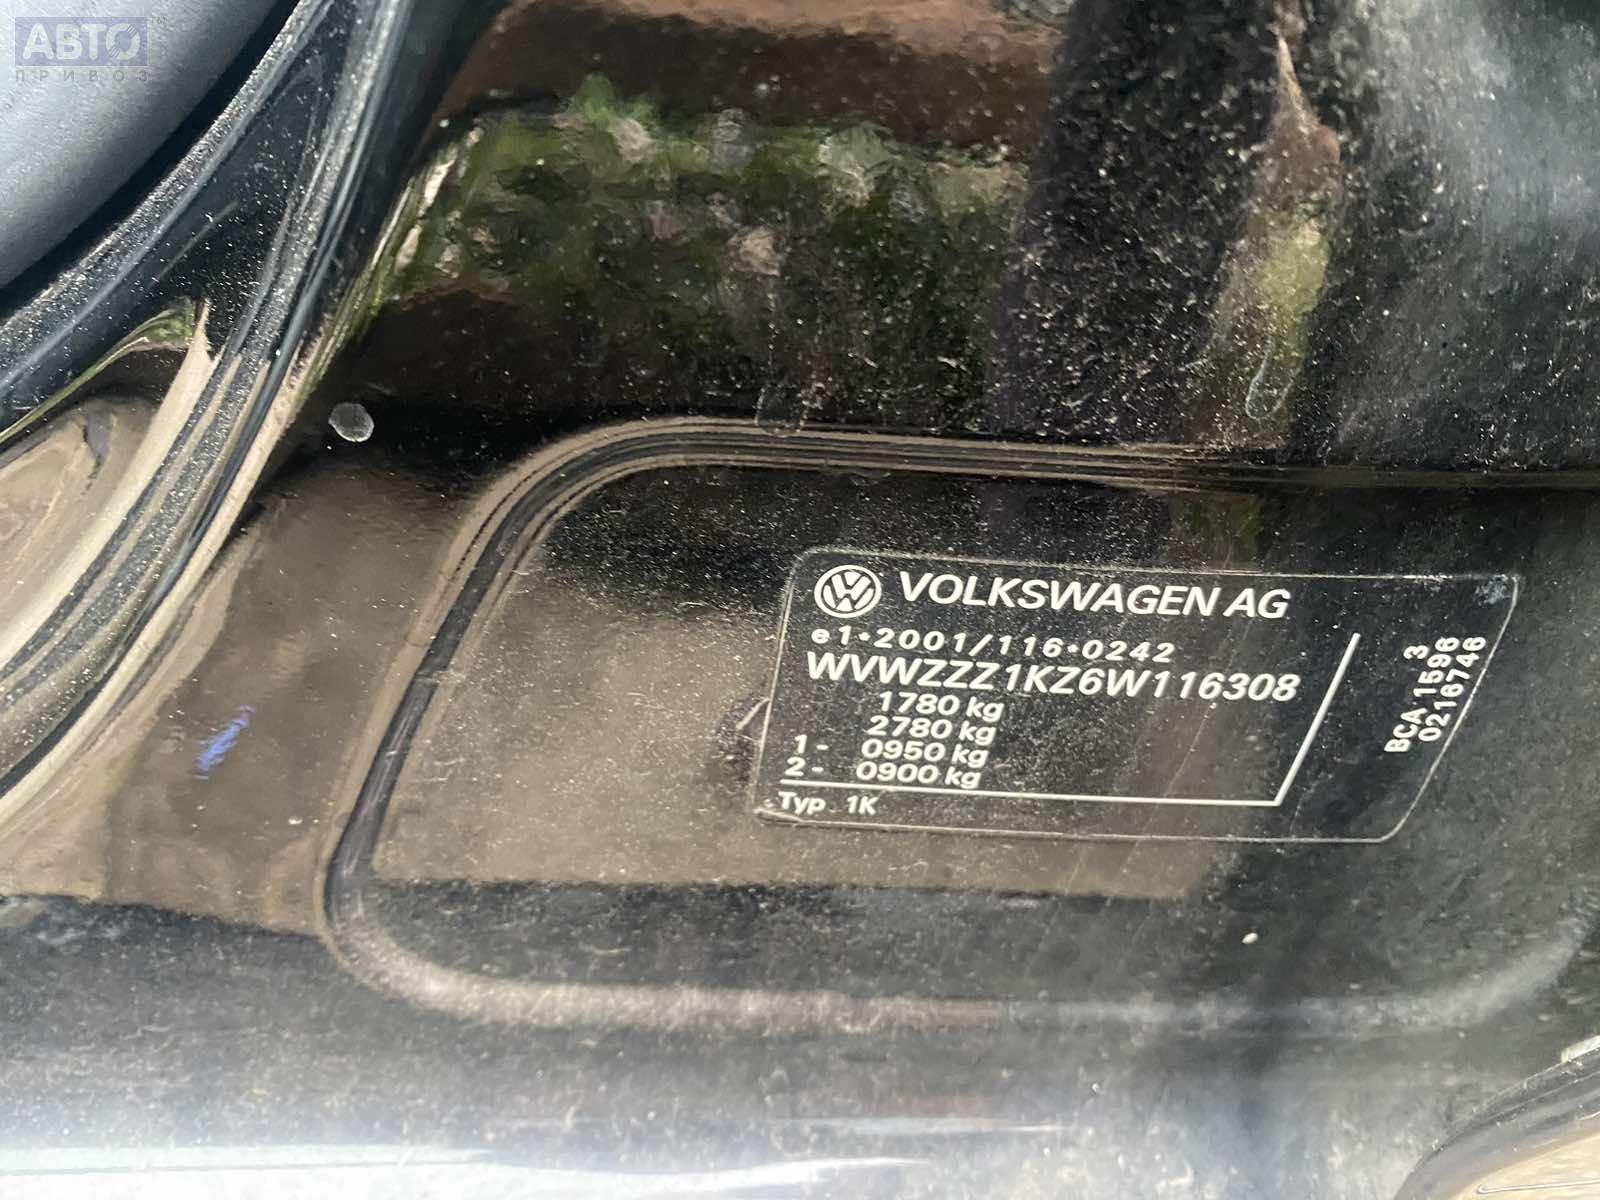 АВТО
ПРИВОЗ
VOLKSWAGEN AG
e1*2001/116*0242
WVWZZZ1KZ6W116308
1780 kg
2780 kg
1- 0950 kg
2- 0900 kg
Typ 1K
3
BCA 1596
0216746